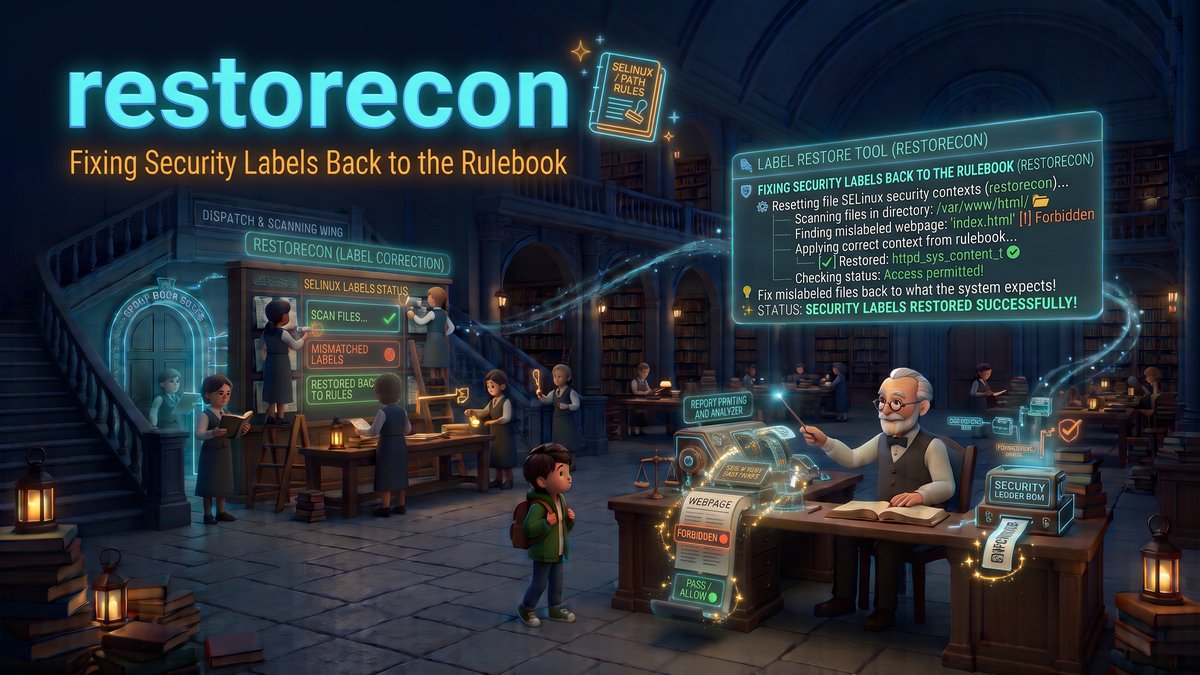 restorecon
Fixing Security Labels Back to the Rulebook
SELINUX
/ PATH
RULES
LABEL RESTORE TOOL (RESTORECON)
FIXING SECURITY LABELS BACK TO THE RULEBOOK (RESTORECON)
Resetting file SELinux security contexts (restorecon)...
Scanning files in directory: /var/www/html/
Finding mislabeled webpage: 'index.html' [!] Forbidden
Applying correct context from rulebook...
[✓] Restored: httpd_sys_content_t
Checking status: Access permitted!
Fix mislabeled files back to what the system expects!
STATUS: SECURITY LABELS RESTORED SUCCESSFULLY!
DISPATCH & SCANNING WING
RESTORECON (LABEL CORRECTION)
SELINUX LABELS STATUS
SCAN FILES...
MISMATCHED
LABELS
RESTORED BAC
TO RULES
REPORY PRINTING
AND ANALYZER
WEBPAGE
FORBIDDEN
PASS /
ALLOW
SECURITY
LEODER BOM